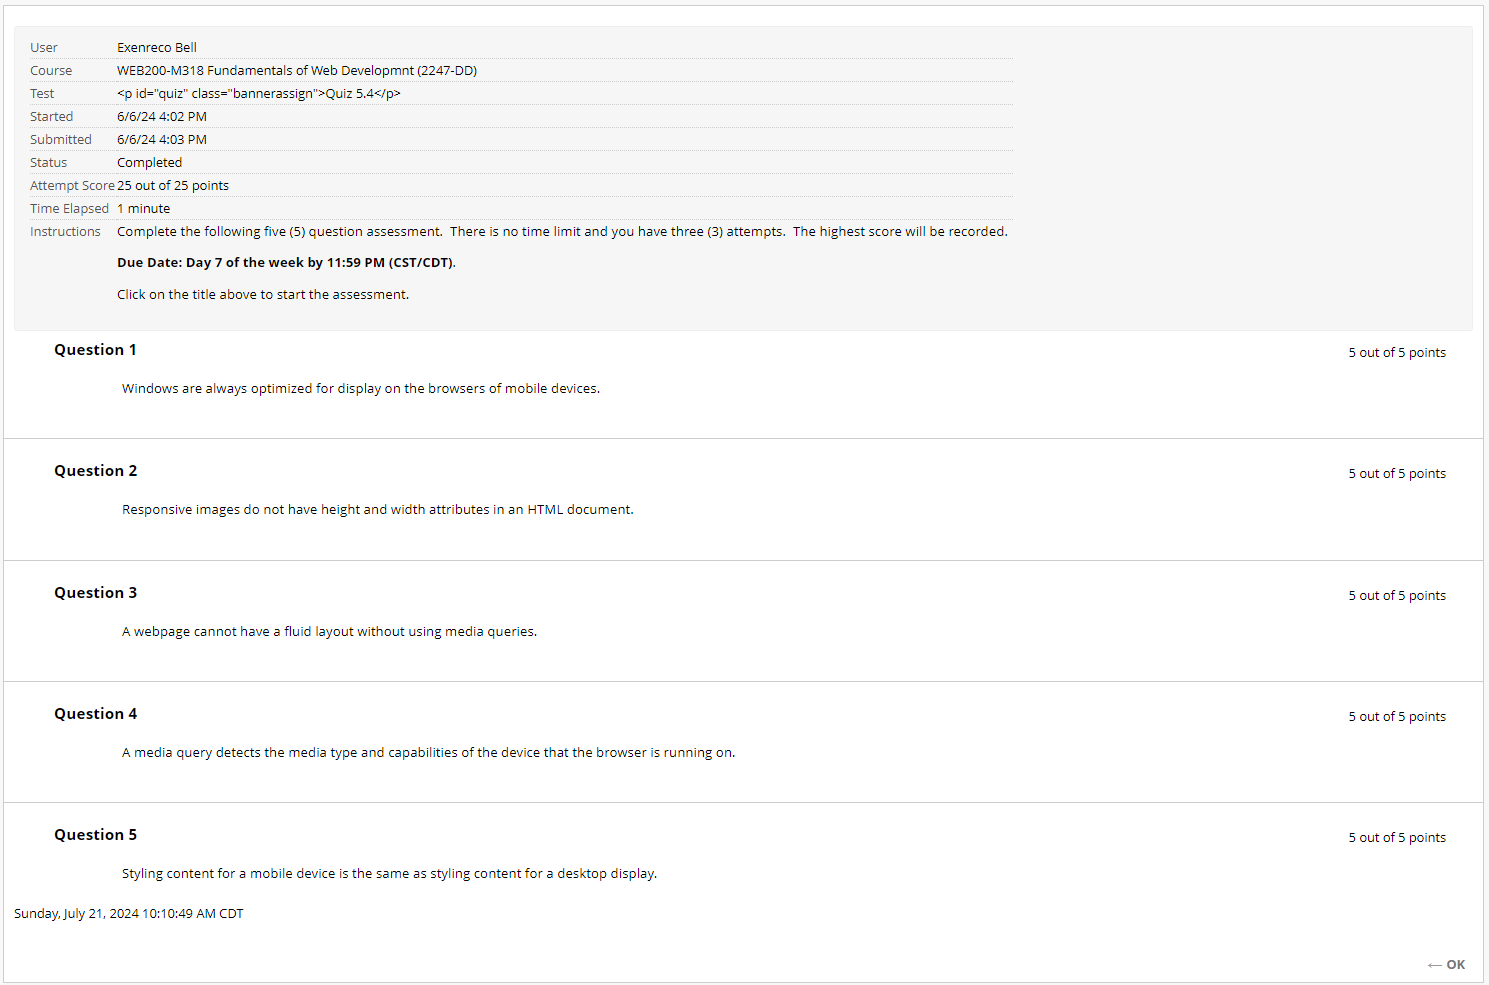 User Exenreco Bell
Course WEB200-M318 Fundamentals of Web Developmnt (2247-DD)
Test <p id="quiz" class="bannerassign">Quiz 5.4</p>
Started 6/6/24 4:02 PM
Submitted 6/6/24 4:03 PM
Status Completed
Attempt Score 25 out of 25 points
Time Elapsed 1 minute
Instructions Complete the following five (5) question assessment.  There is no time limit and you have three (3) attempts.  The highest score will be recorded.
Due Date: Day 7 of the week by 11:59 PM (CST/CDT).
Click on the title above to start the assessment.
Question 1
5 out of 5 points
Windows are always optimized for display on the browsers of mobile devices.
Question 2
5 out of 5 points
Responsive images do not have height and width attributes in an HTML document.
Question 3
5 out of 5 points
A webpage cannot have a fluid layout without using media queries.
Question 4
5 out of 5 points
A media query detects the media type and capabilities of the device that the browser is running on.
Question 5
5 out of 5 points
Styling content for a mobile device is the same as styling content for a desktop display.
Sunday, July 21, 2024 10:10:49 AM CDT
← OK